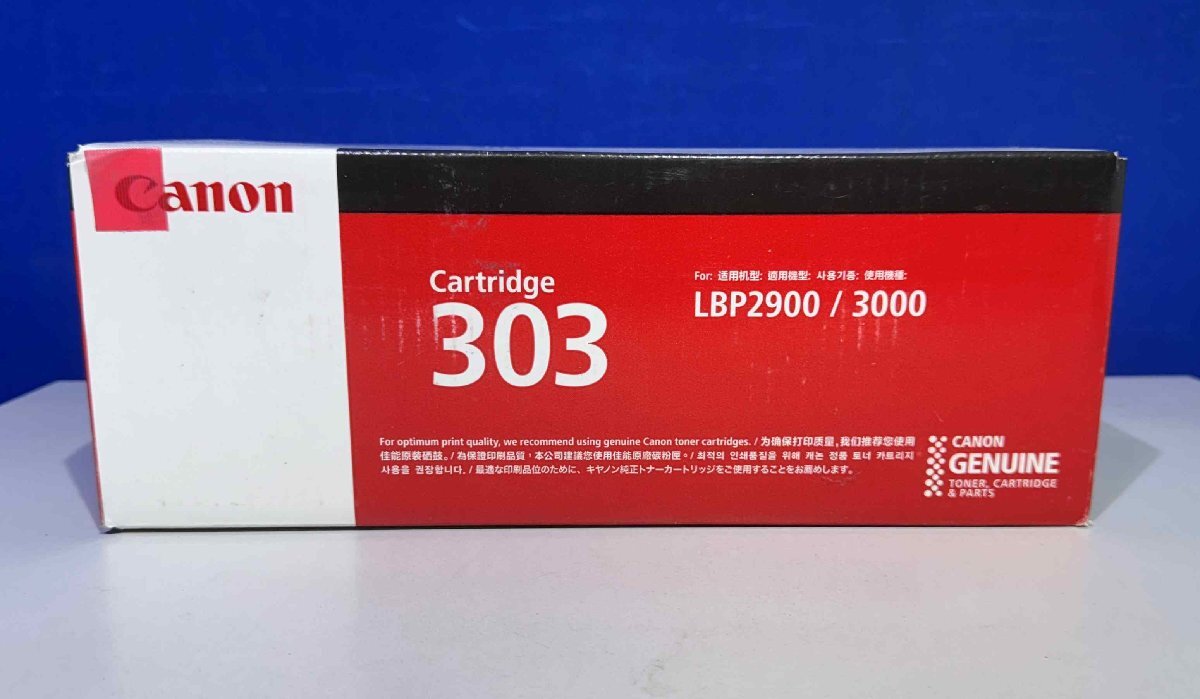 Canon
Cartridge
303
For: 适用机型: 適用機型: 사용기종: 使用機種:
LBP2900 / 3000
For optimum print quality, we recommend using genuine Canon toner cartridges. / 为确保打印质量，我们推荐您使用
佳能原装硒鼓。/ 為保證印刷品質，本公司建議您使用佳能原廠碳粉匣。/ 최적의 인쇄품질을 위해 캐논 정품 토너 카트리지
사용을 권장합니다. / 最適な印刷品位のために、キヤノン純正トナーカートリッジをご使用することをお薦めします。
CANON
GENUINE
TONER, CARTRIDGE
& PARTS